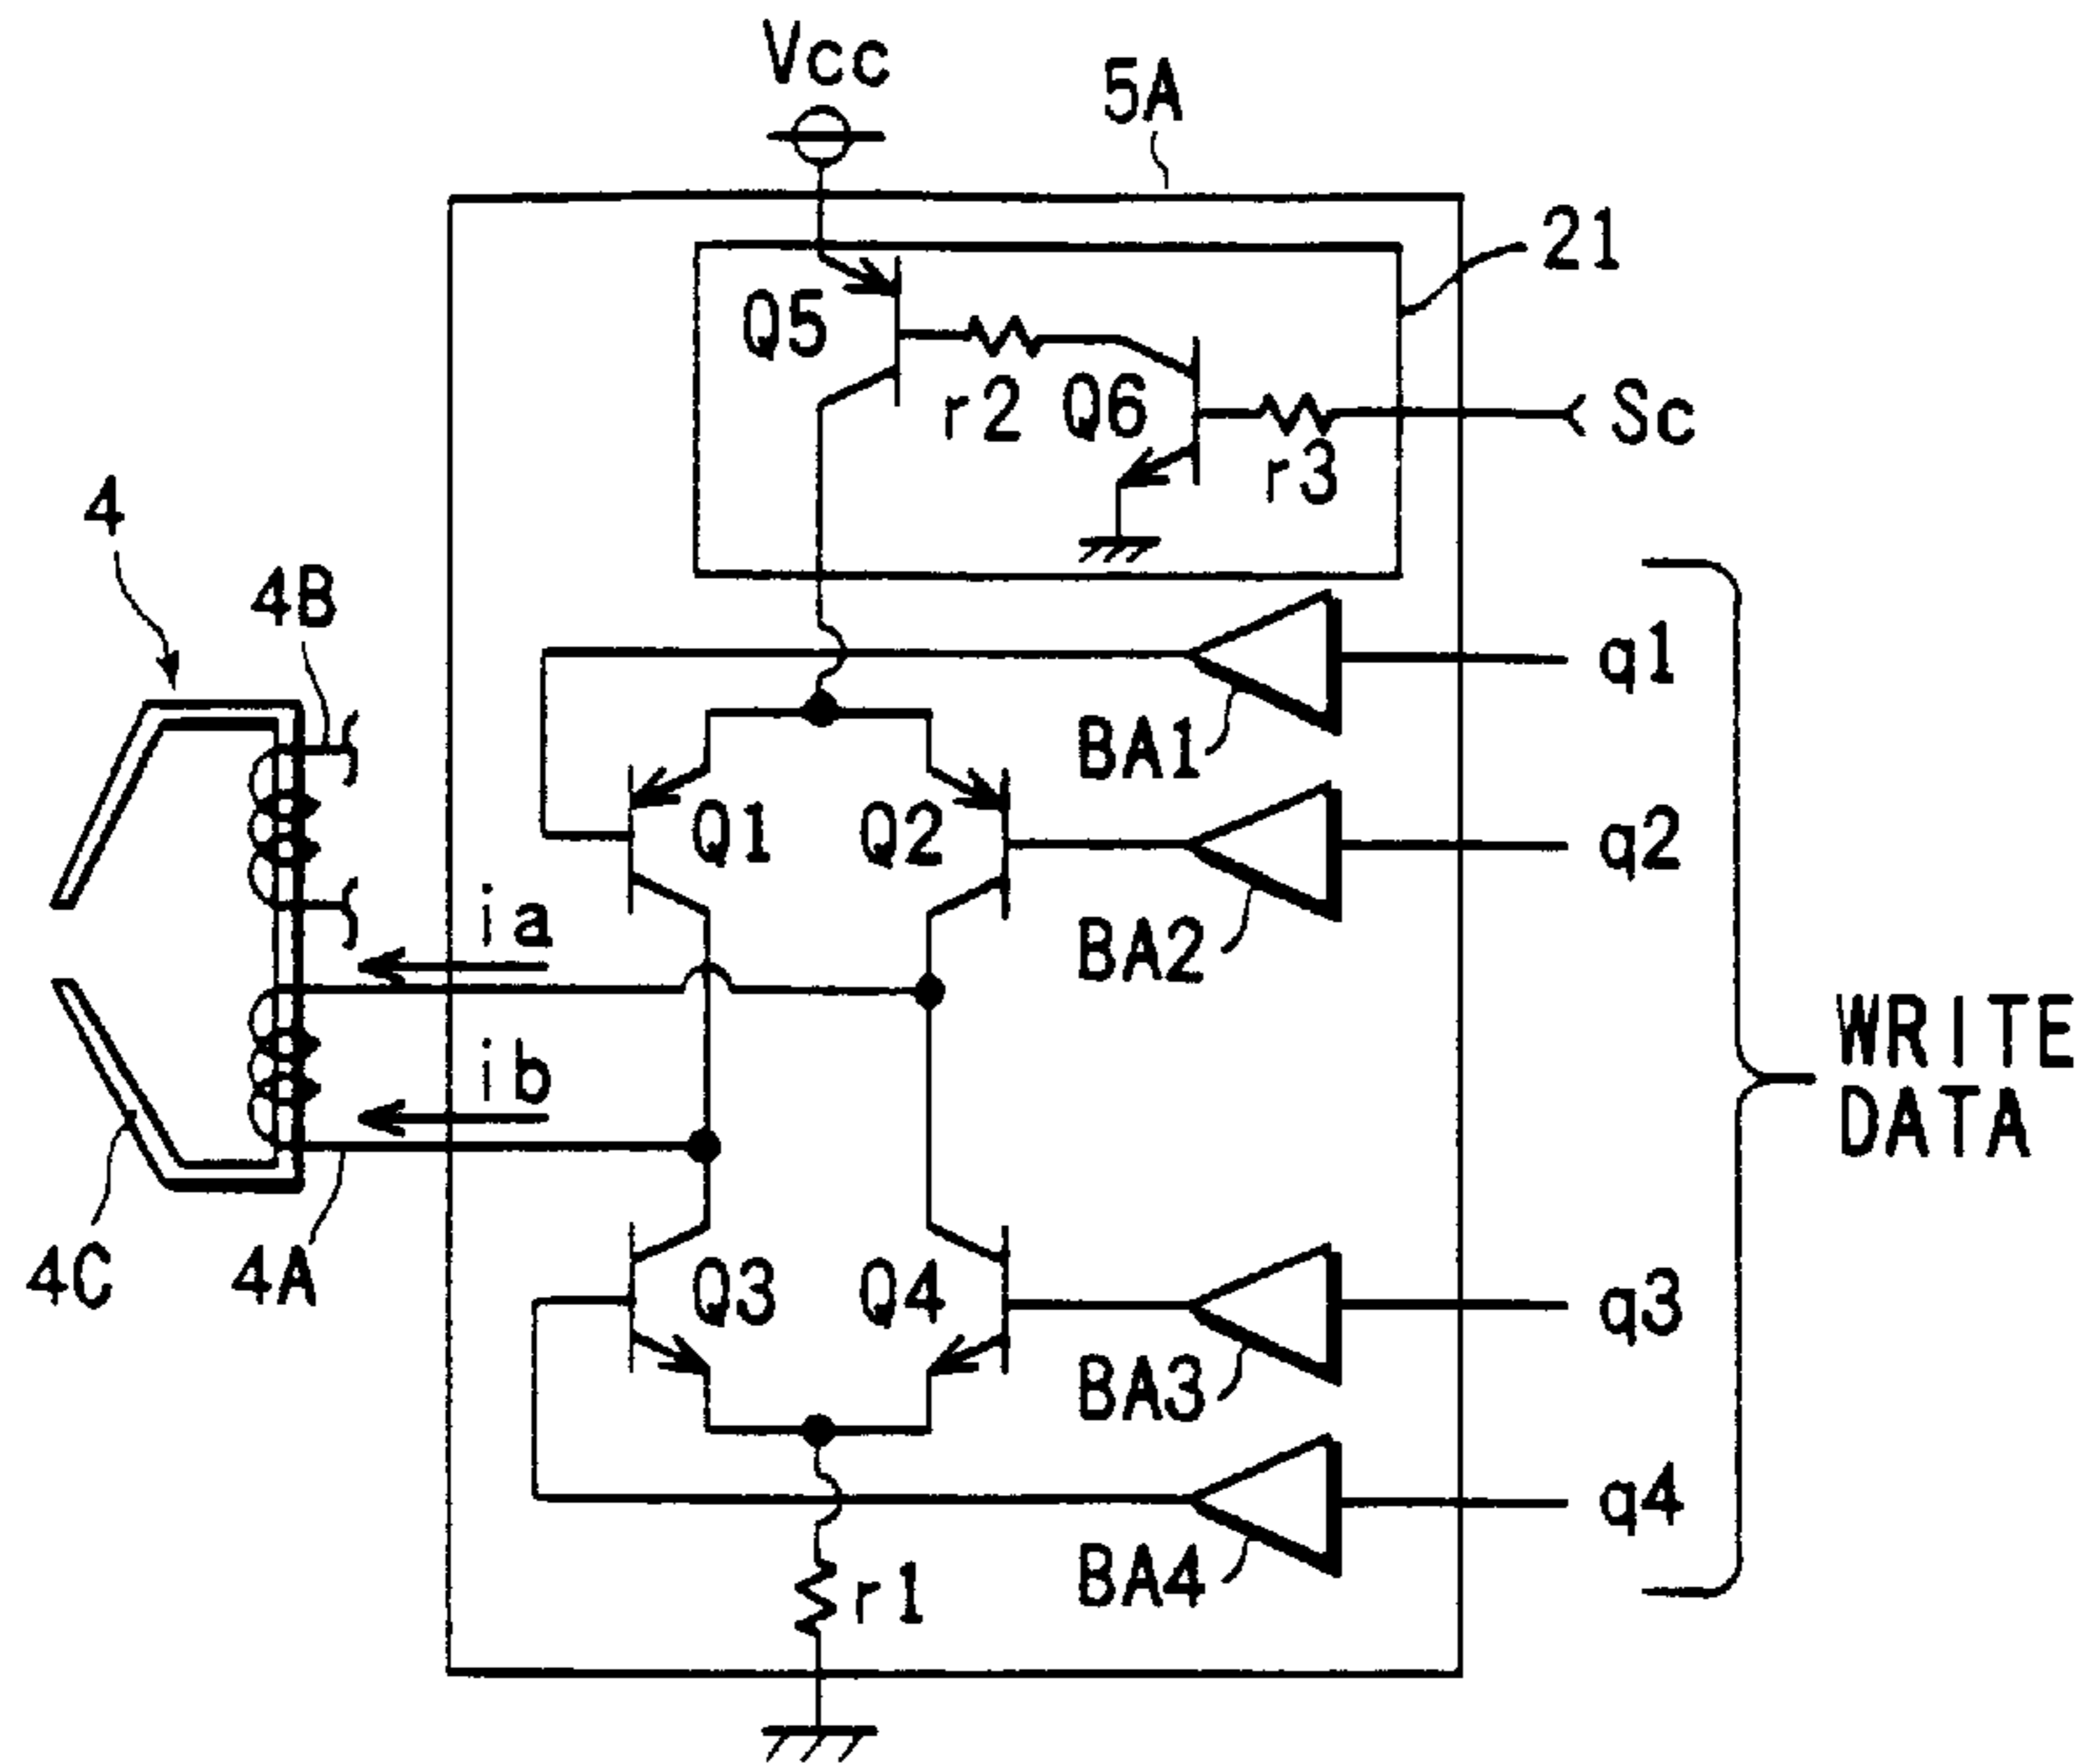 Vcc
5A
21
Q5
r2
Q6
r3
Sc
4
4B
q1
BA1
Q1
Q2
q2
BA2
ia
ib
WRITE
DATA
4C
4A
Q3
Q4
q3
BA3
q4
BA4
r1